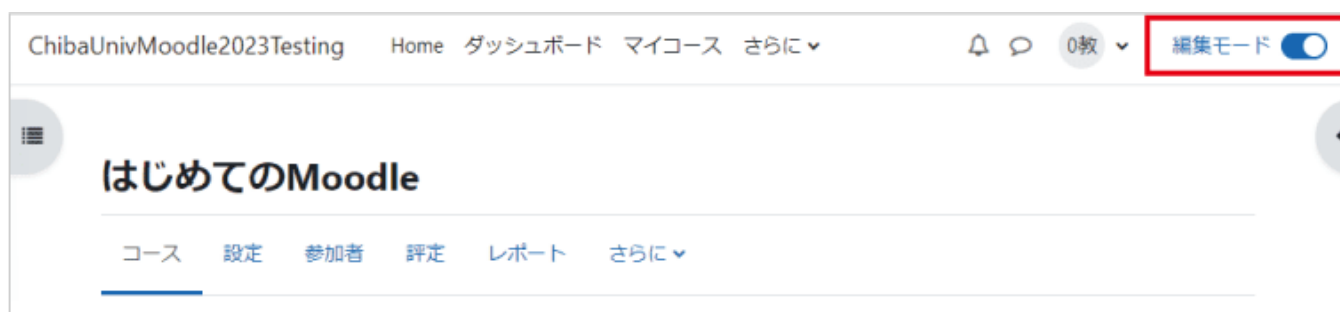 ChibaUnivMoodle2023Testing Home ダッシュボード マイコース さらに 0教 編集モード
はじめてのMoodle
コース 設定 参加者 評定 レポート さらに